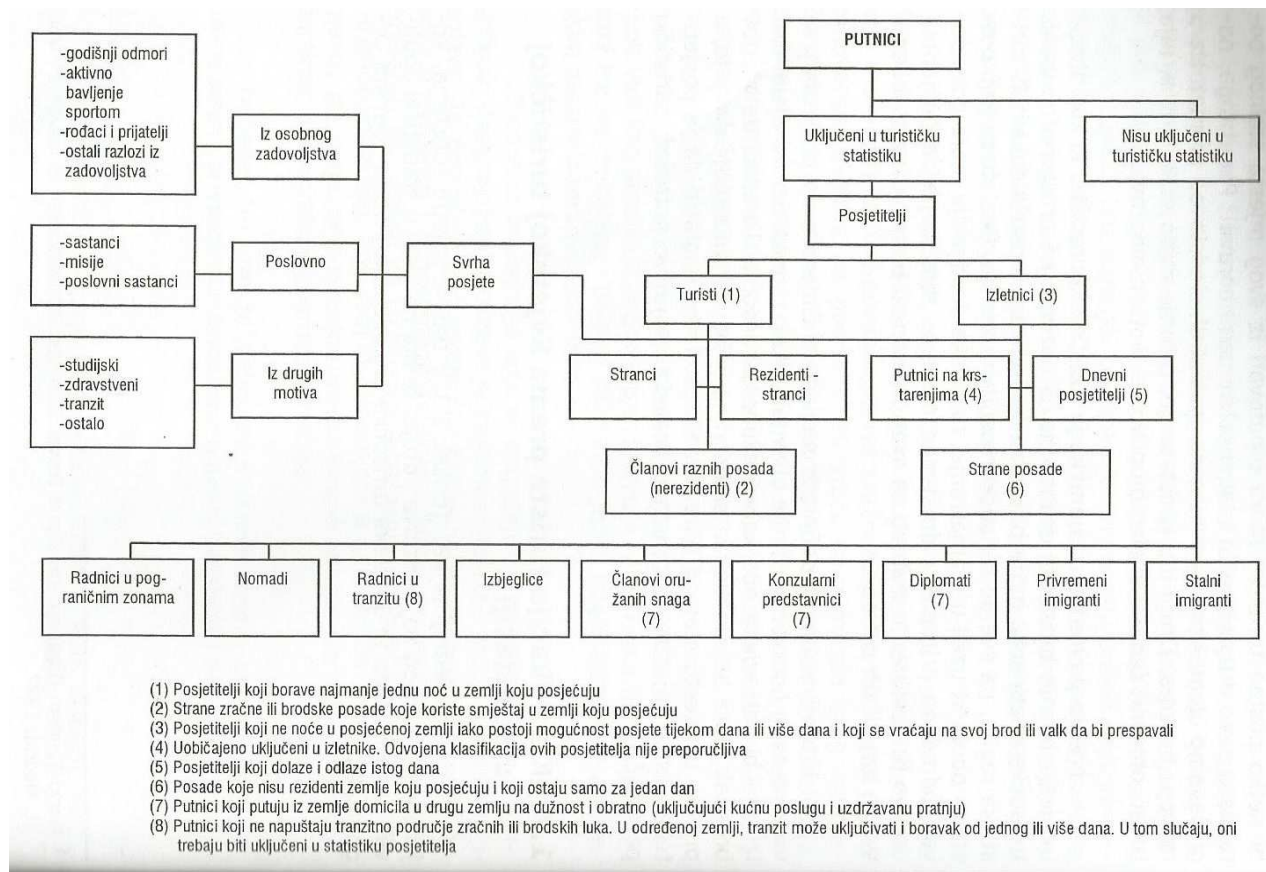 PUTNICI
Uključeni u turističku
statistiku
Nisu uključeni u
turističku statistiku
Posjetitelji
-godišnji odmori
-aktivno
bavljenje
sportom
-rođaci i prijatelji
-ostali razlozi iz
zadovoljstva
Iz osobnog
zadovoljstva
-sastanci
-misije
-poslovni sastanci
Poslovno
Svrha
posjete
-studijski
-zdravstveni
-tranzit
-ostalo
Iz drugih
motiva
Turisti (1)
Izletnici (3)
Stranci
Rezidenti -
stranci
Putnici na krs-
tarenjima (4)
Dnevni
posjetitelji (5)
Članovi raznih posada
(nerezidenti) (2)
Strane posade
(6)
Radnici u pog-
raničnim zonama
Nomadi
Radnici u
tranzitu (8)
Izbjeglice
Članovi oru-
žanih snaga
(7)
Konzularni
predstavnici
(7)
Diplomati
(7)
Privremeni
imigranti
Stalni
imigranti
(1) Posjetitelji koji borave najmanje jednu noć u zemlji koju posjećuju
(2) Strane zračne ili brodske posade koje koriste smještaj u zemlji koju posjećuju
(3) Posjetitelji koji ne noće u posjećenoj zemlji iako postoji mogućnost posjete tijekom dana ili više dana i koji se vraćaju na svoj brod ili valk da bi prespavali
(4) Uobičajeno uključeni u izletnike. Odvojena klasifikacija ovih posjetitelja nije preporučljiva
(5) Posjetitelji koji dolaze i odlaze istog dana
(6) Posade koje nisu rezidenti zemlje koju posjećuju i koji ostaju samo za jedan dan
(7) Putnici koji putuju iz zemlje domicila u drugu zemlju na dužnost i obratno (uključujući kućnu poslugu i uzdržavanu pratnju)
(8) Putnici koji ne napuštaju tranzitno područje zračnih ili brodskih luka. U određenoj zemlji, tranzit može uključivati i boravak od jednog ili više dana. U tom slučaju, oni
trebaju biti uključeni u statistiku posjetitelja